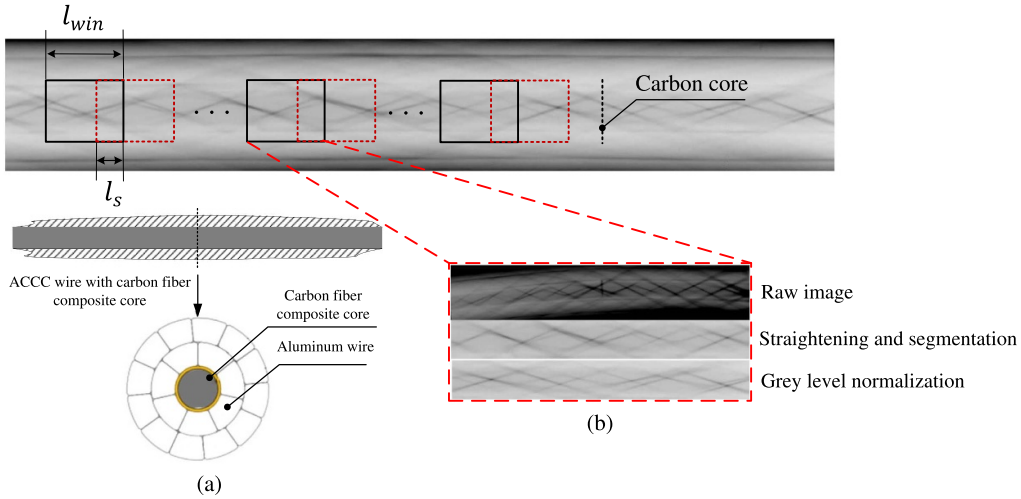 l_win
Carbon core
l_s
ACCC wire with carbon fiber
composite core
Carbon fiber
composite core
Aluminum wire
(a)
Raw image
Straightening and segmentation
Grey level normalization
(b)